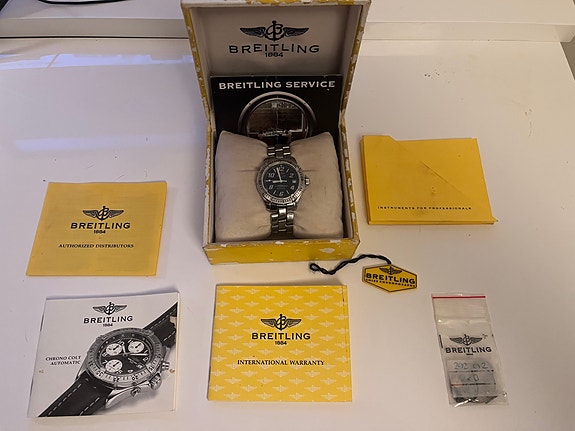 BREITLING
1884
BREITLING SERVICE
BREITLING
1884
AUTHORIZED DISTRIBUTORS
INSTRUMENTS FOR PROFESSIONALS
BREITLING
BREITLING
1884
CHRONO COLT
AUTOMATIC
BREITLING
1884
INTERNATIONAL WARRANTY
BREITLING